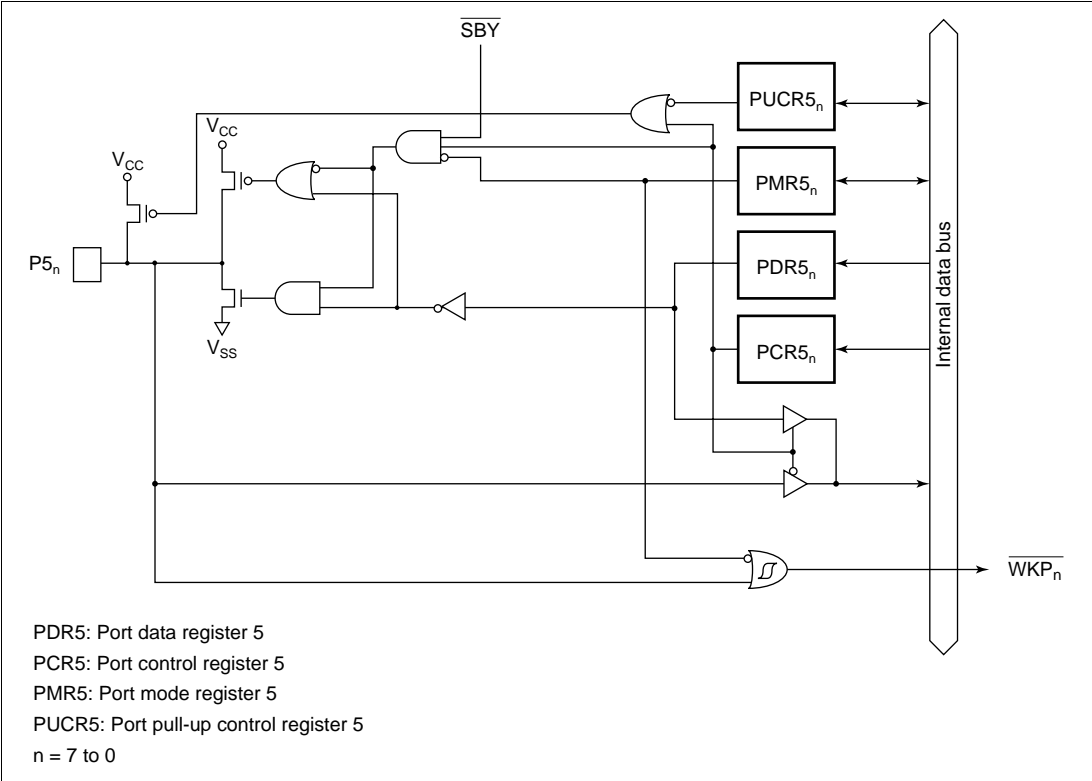 SBY
PUCR5n
VCC
VCC
PMR5n
P5n
PDR5n
Internal data bus
VSS
PCR5n
WKPn
PDR5: Port data register 5
PCR5: Port control register 5
PMR5: Port mode register 5
PUCR5: Port pull-up control register 5
n = 7 to 0